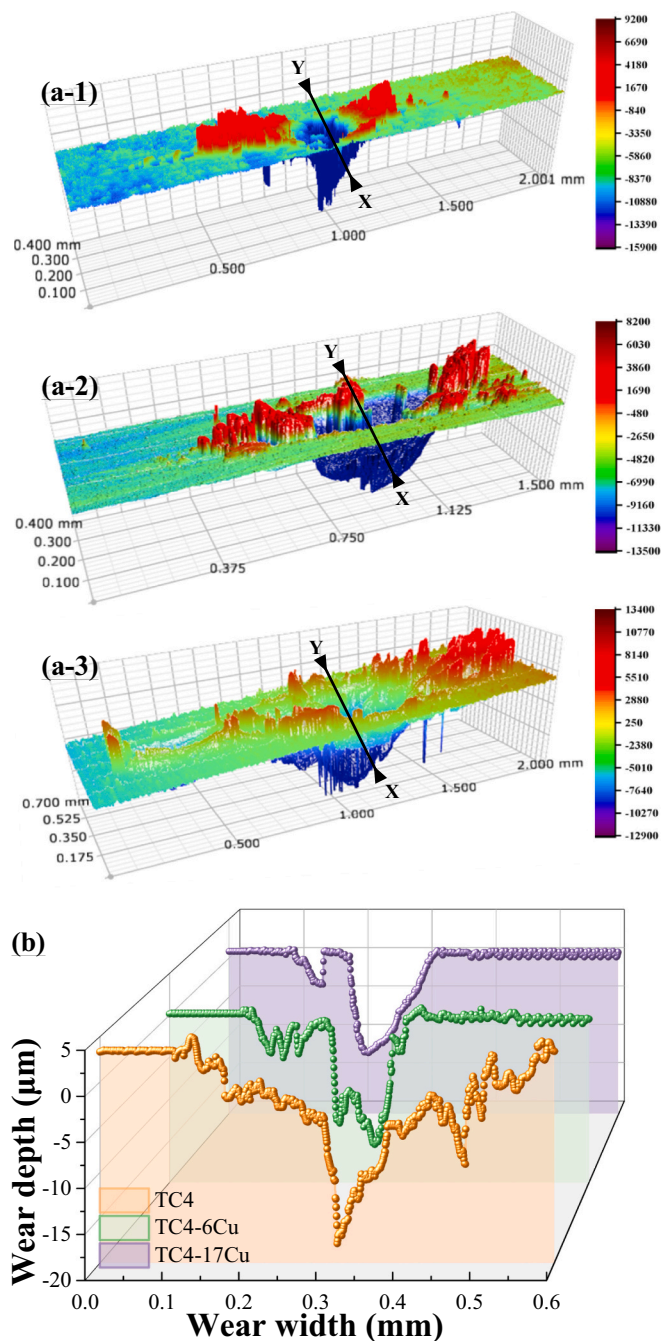 (a-1)
Y
X
0.400 mm
0.300
0.200
0.100
0.500
1.000
1.500
2.001 mm
9200
6690
4180
1670
-840
-3350
-5860
-8370
-10880
-13390
-15900
(a-2)
Y
X
0.400 mm
0.300
0.200
0.100
0.375
0.750
1.125
1.500 mm
8200
6030
3860
1690
-480
-2650
-4820
-6990
-9160
-11330
-13500
(a-3)
Y
X
0.700 mm
0.525
0.350
0.175
0.500
1.000
1.500
2.000 mm
13400
10770
8140
5510
2880
250
-2380
-5010
-7640
-10270
-12900
(b)
Wear depth (μm)
5
0
-5
-10
-15
-20
TC4
TC4-6Cu
TC4-17Cu
0.0 0.1 0.2 0.3 0.4 0.5 0.6
Wear width (mm)